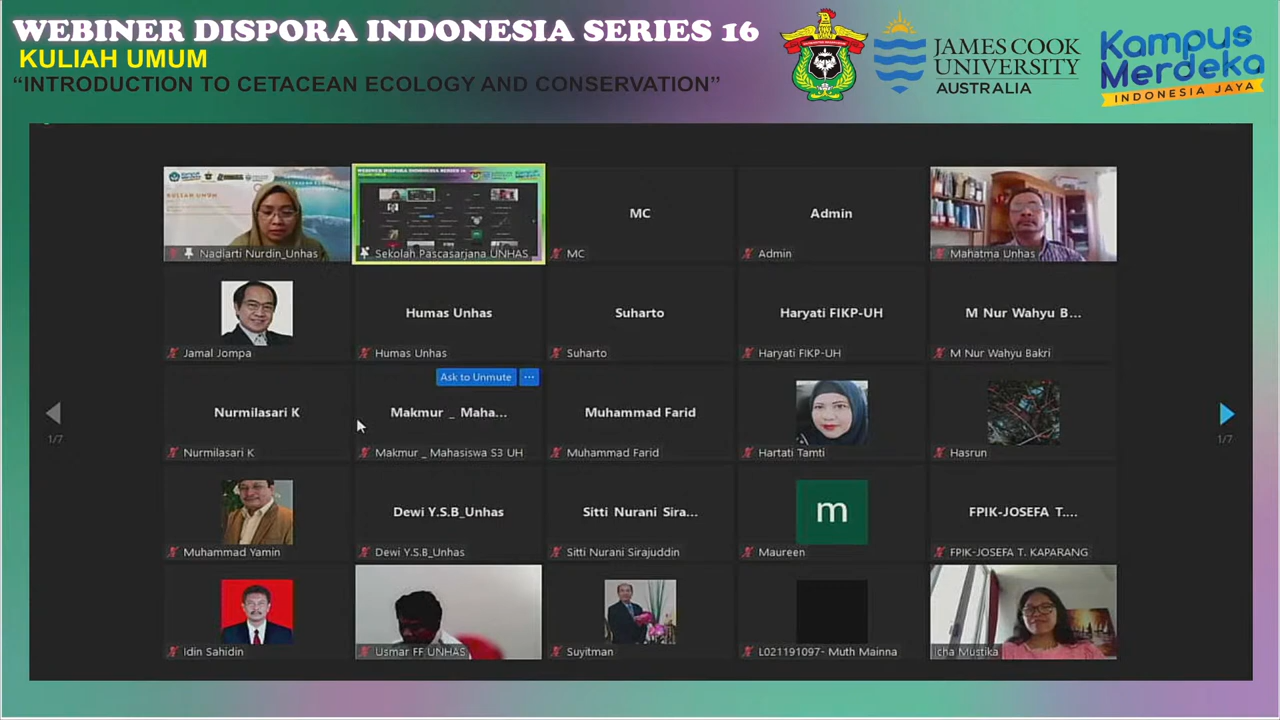 WEBINER DISPORA INDONESIA SERIES 16
KULIAH UMUM
“INTRODUCTION TO CETACEAN ECOLOGY AND CONSERVATION”
JAMES COOK
UNIVERSITY
AUSTRALIA
Kampus
Merdeka
INDONESIA JAYA
KULIAH UMUM
Nadiarti Nurdin_Unhas
Sekolah Pascasarjana UNHAS
MC
MC
Admin
Admin
Mahatma Unhas
Jamal Jompa
Humas Unhas
Humas Unhas
Suharto
Suharto
Haryati FIKP-UH
Haryati FIKP-UH
M Nur Wahyu B...
M Nur Wahyu Bakri
Ask to Unmute ...
Nurmilasari K
Nurmilasari K
Makmur _ Maha...
Makmur _ Mahasiswa S3 UH
Muhammad Farid
Muhammad Farid
Hartati Tamti
Hasrun
1/7
1/7
Muhammad Yamin
Dewi Y.S.B_Unhas
Dewi Y.S.B_Unhas
Sitti Nurani Sira...
Sitti Nurani Sirajuddin
m
Maureen
FPIK-JOSEFA T....
FPIK-JOSEFA T. KAPARANG
Idin Sahidin
Usmar FF UNHAS
Suyitman
L021191097- Muth Mainna
Icha Mustika